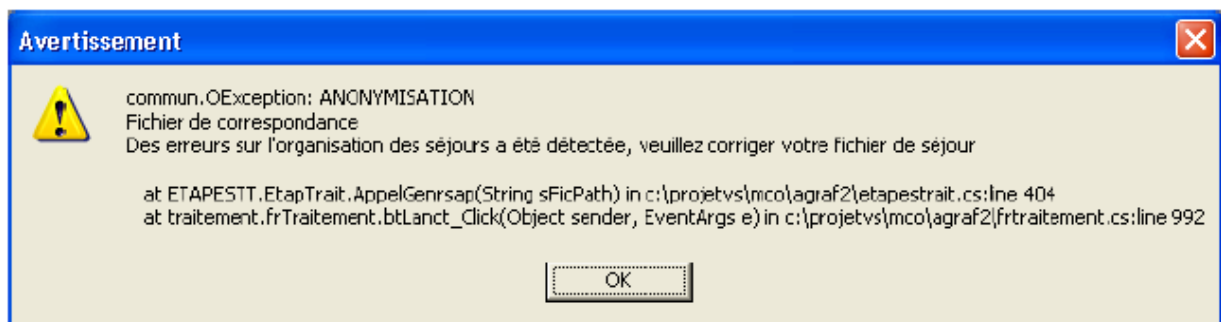 Avertissement
commun.OException: ANONYMISATION
Fichier de correspondance
Des erreurs sur l'organisation des séjours a été détectée, veuillez corriger votre fichier de séjour
at ETAPESTT.EtapTrait.AppelGenrsap(String sFicPath) in c:\projetvs\mco\agraf2\etapestrait.cs:line 404
at traitement.frTraitement.btLanct_Click(Object sender, EventArgs e) in c:\projetvs\mco\agraf2\frtraitement.cs:line 992
OK